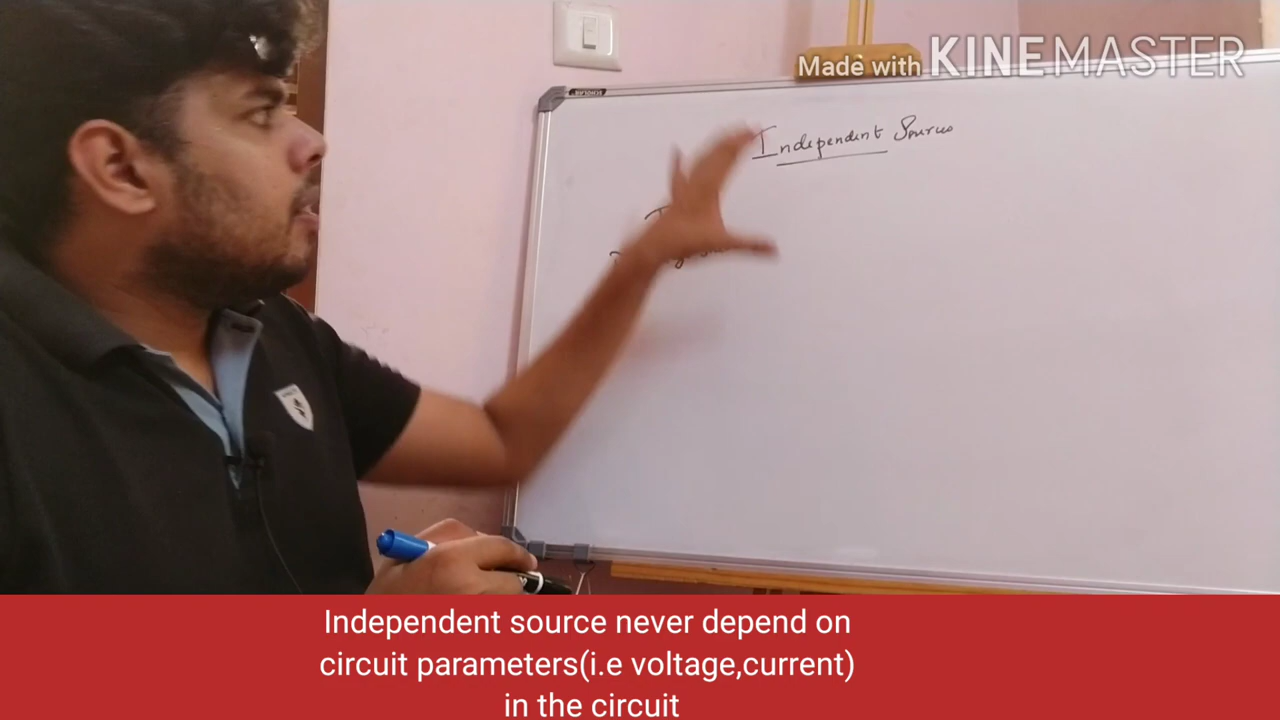 Made with KINEMASTER
Independent Sources
Independent source never depend on
circuit parameters(i.e voltage,current)
in the circuit